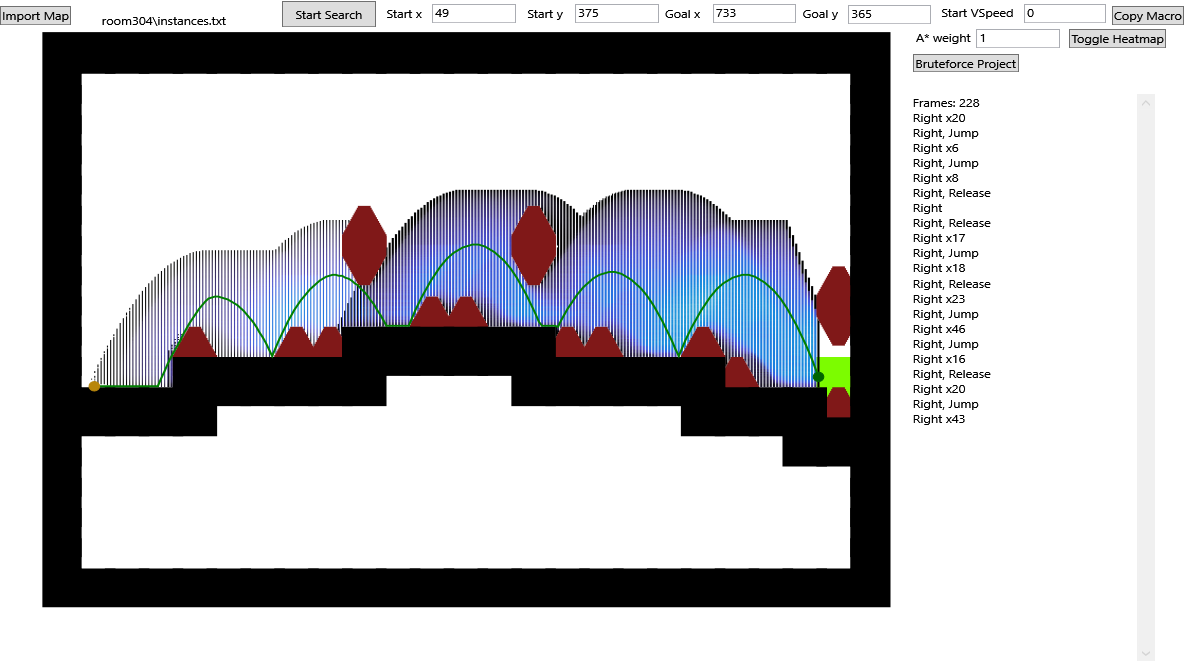 Import Map
room304\instances.txt
Start Search
Start x 49
Start y 375
Goal x 733
Goal y 365
Start VSpeed 0
Copy Macro
A* weight 1
Toggle Heatmap
Bruteforce Project
Frames: 228
Right x20
Right, Jump
Right x6
Right, Jump
Right x8
Right, Release
Right
Right, Release
Right x17
Right, Jump
Right x18
Right, Release
Right x23
Right, Jump
Right x46
Right, Jump
Right x16
Right, Release
Right x20
Right, Jump
Right x43